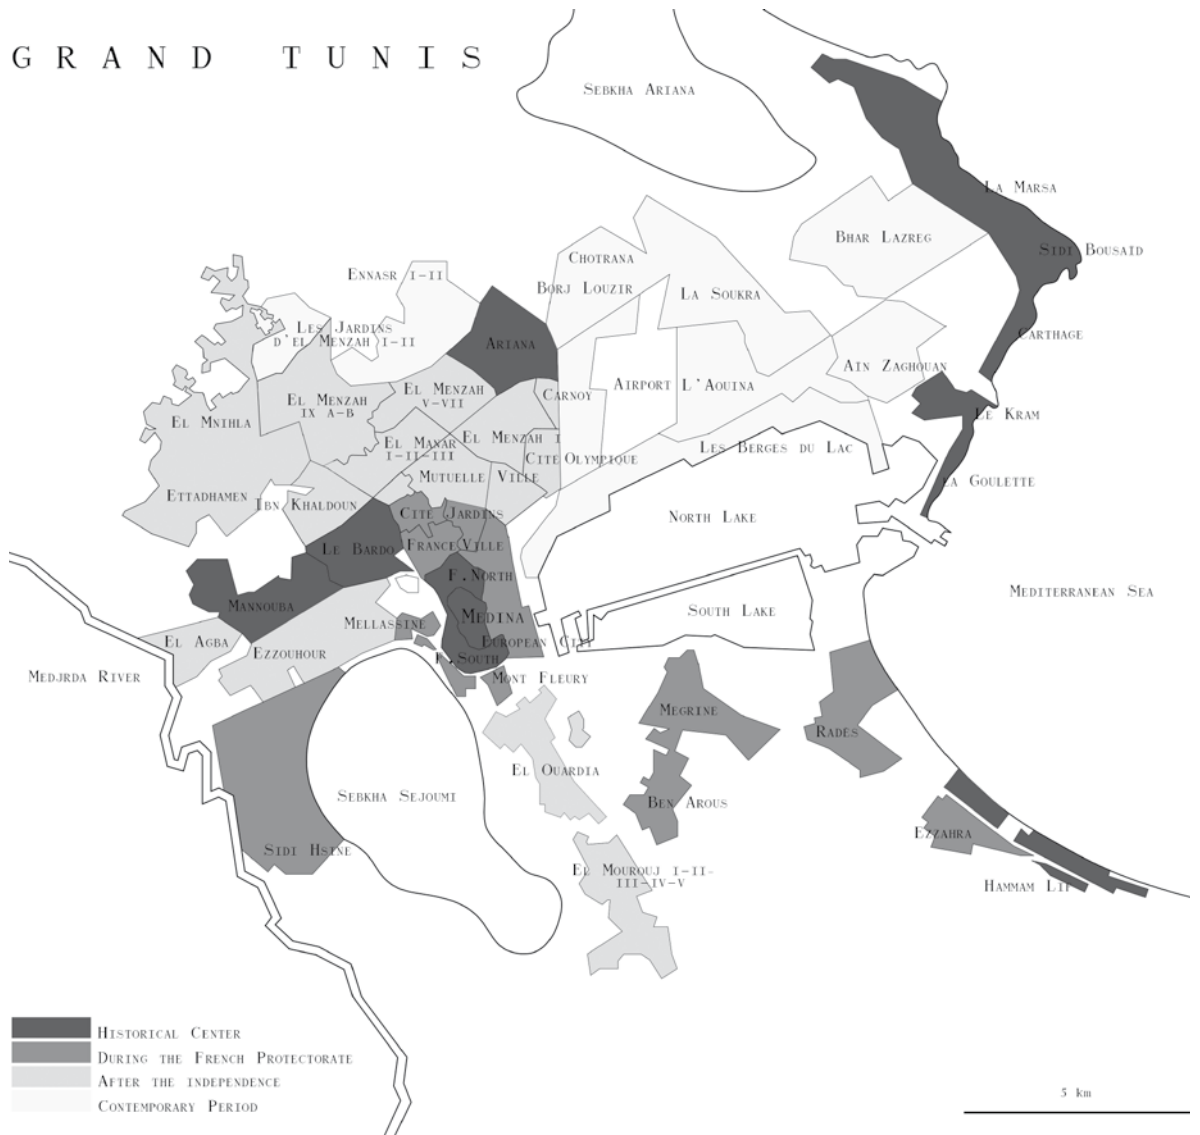 GRAND TUNIS
SEBKHA ARIANA
LA MARSA
BHAR LAZREG
SIDI BOUSAID
CHOTRANA
ENNASR I-II
BORJ LOUZIR
LA SOUKRA
LES JARDINS
D'EL MENZAH I-II
CARTHAGE
ARIANA
AIN ZAGHOUAN
AIRPORT
L'AOUINA
EL MENZAH
V-VII
CARNOY
EL MENZAH
IX A-B
LE KRAM
EL MNIHLA
EL MANAR
I-II-III
EL MENZAH I
LES BERGES DU LAC
CITE OLYMPIQUE
MUTUELLE VILLE
LA GOULETTE
ETTADHAMEN
IBN KHALDOUN
CITE JARDINS
NORTH LAKE
LE BARDO
FRANCE VILLE
F.NORTH
MEDITERRANEAN SEA
MANNOUBA
SOUTH LAKE
MEDINA
MELLASSINE
EL AGBA
EUROPEAN CITY
EZZOUHOUR
F.SOUTH
MEDJRDA RIVER
MONT FLEURY
MEGRINE
RADÈS
EL OUARDIA
SEBKHA SEJOUMI
BEN AROUS
EZZAHRA
SIDI HSINE
EL MOUROUJ I-II-
III-IV-V
HAMMAM LIF
HISTORICAL CENTER
DURING THE FRENCH PROTECTORATE
AFTER THE INDEPENDENCE
CONTEMPORARY PERIOD
5 km